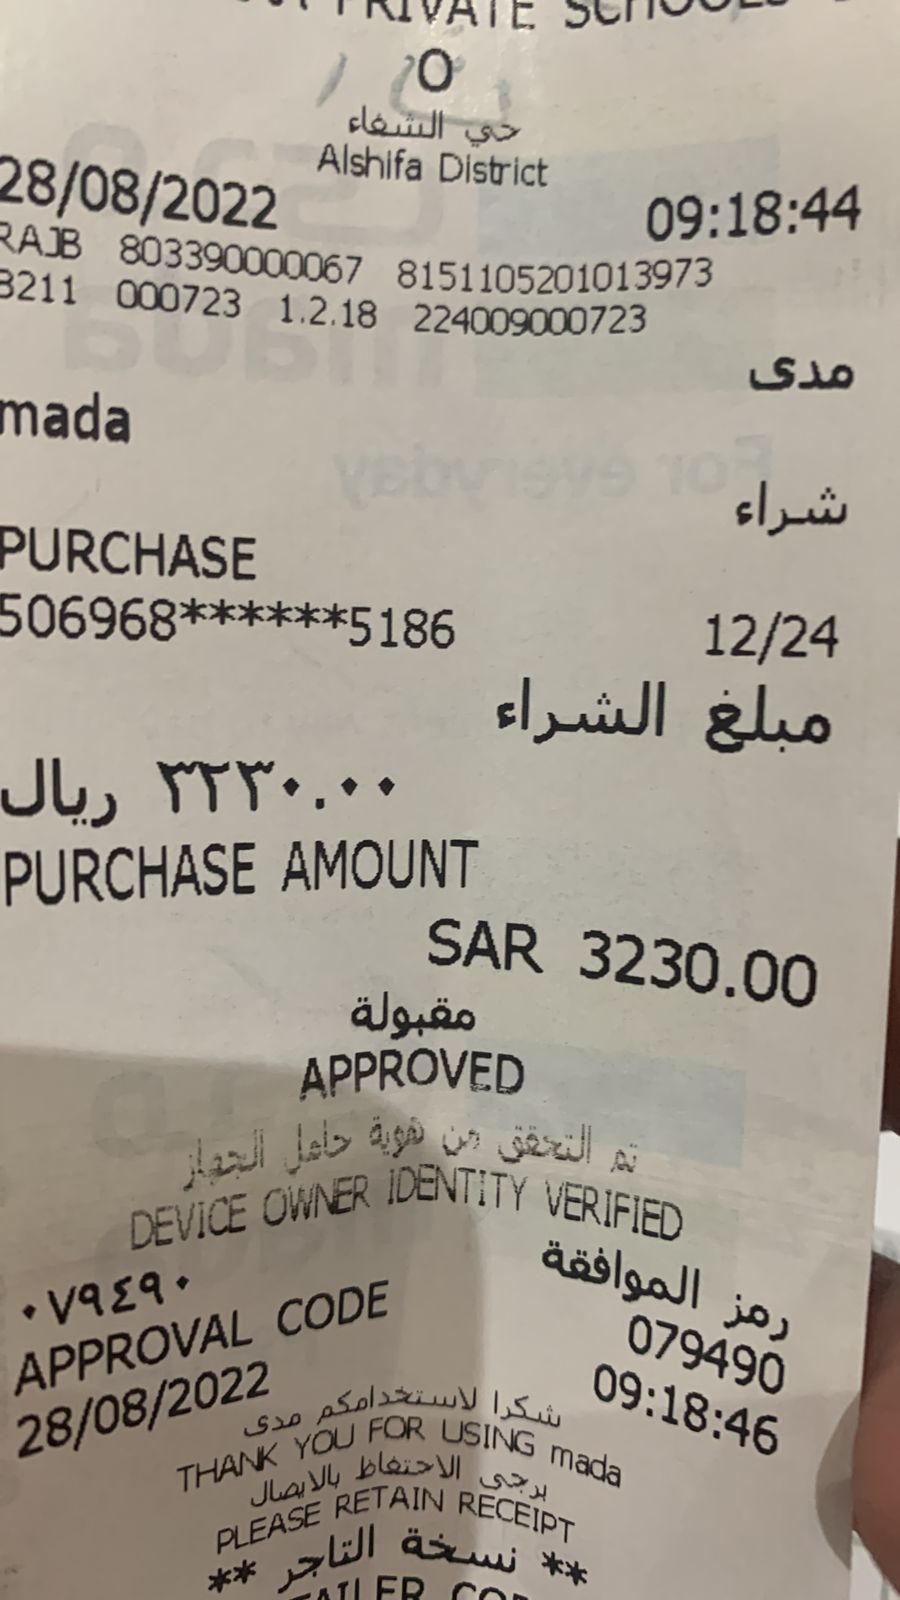 PRIVATE SCHOOLS
O
حي الشفاء
Alshifa District
28/08/2022 09:18:44
RAJB 803390000067 8151105201013973
3211 000723 1.2.18 224009000723
مدى
mada
شراء
PURCHASE
506968******5186 12/24
مبلغ الشراء
٣٢٣٠.٠٠ ريال
PURCHASE AMOUNT
SAR 3230.00
مقبولة
APPROVED
تم التحقق من هوية حامل الجهاز
DEVICE OWNER IDENTITY VERIFIED
رمز الموافقة
٠٧٩٤٩٠
APPROVAL CODE 079490
28/08/2022 09:18:46
شكرا لاستخدامكم مدى
THANK YOU FOR USING mada
يرجى الاحتفاظ بالايصال
PLEASE RETAIN RECEIPT
** نسخة التاجر **